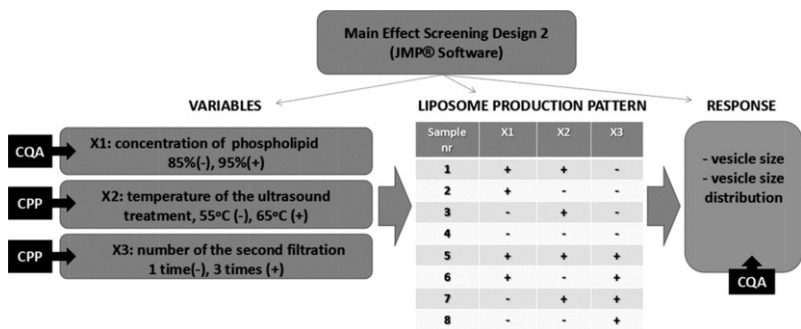 Main Effect Screening Design 2
(JMP® Software)
VARIABLES
CQA
X1: concentration of phospholipid
85%(-), 95%(+)
CPP
X2: temperature of the ultrasound
treatment, 55ºC (-), 65ºC (+)
CPP
X3: number of the second filtration
1 time(-), 3 times (+)
LIPOSOME PRODUCTION PATTERN
Sample X1 X2 X3
nr
1 + + -
2 + - -
3 - + -
4 - - -
5 + + +
6 + - +
7 - + +
8 - - +
RESPONSE
- vesicle size
- vesicle size
distribution
CQA